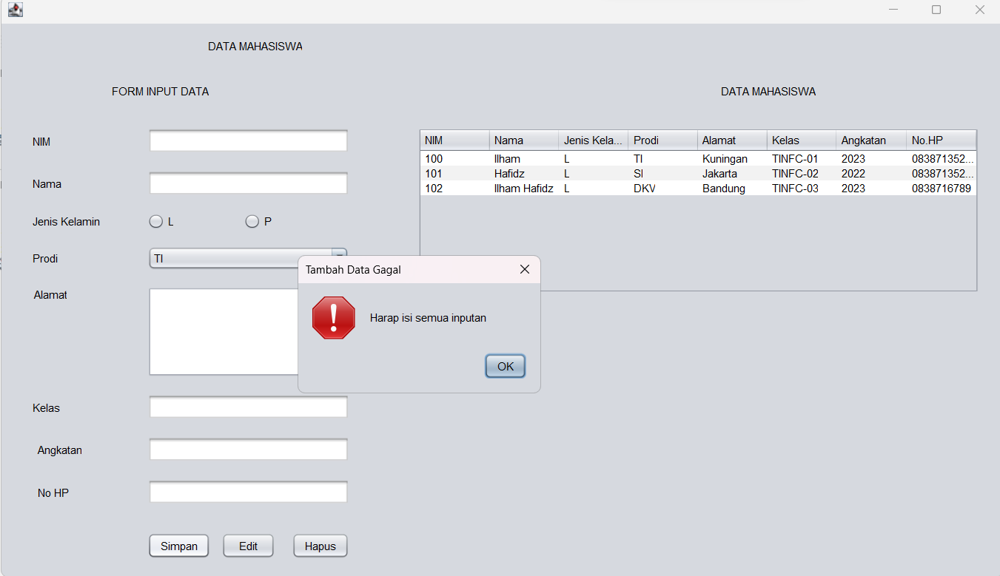 DATA MAHASISWA
FORM INPUT DATA
NIM
Nama
Jenis Kelamin L P
Prodi TI
Alamat
Kelas
Angkatan
No HP
Simpan Edit Hapus
DATA MAHASISWA
NIM Nama Jenis Kela... Prodi Alamat Kelas Angkatan No.HP
100 Ilham L TI Kuningan TINFC-01 2023 083871352...
101 Hafidz L SI Jakarta TINFC-02 2022 083871352...
102 Ilham Hafidz L DKV Bandung TINFC-03 2023 0838716789
Tambah Data Gagal
Harap isi semua inputan
OK